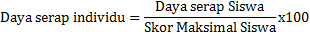 Daya serap individu = Daya serap Siswa / Skor Maksimal Siswa x100